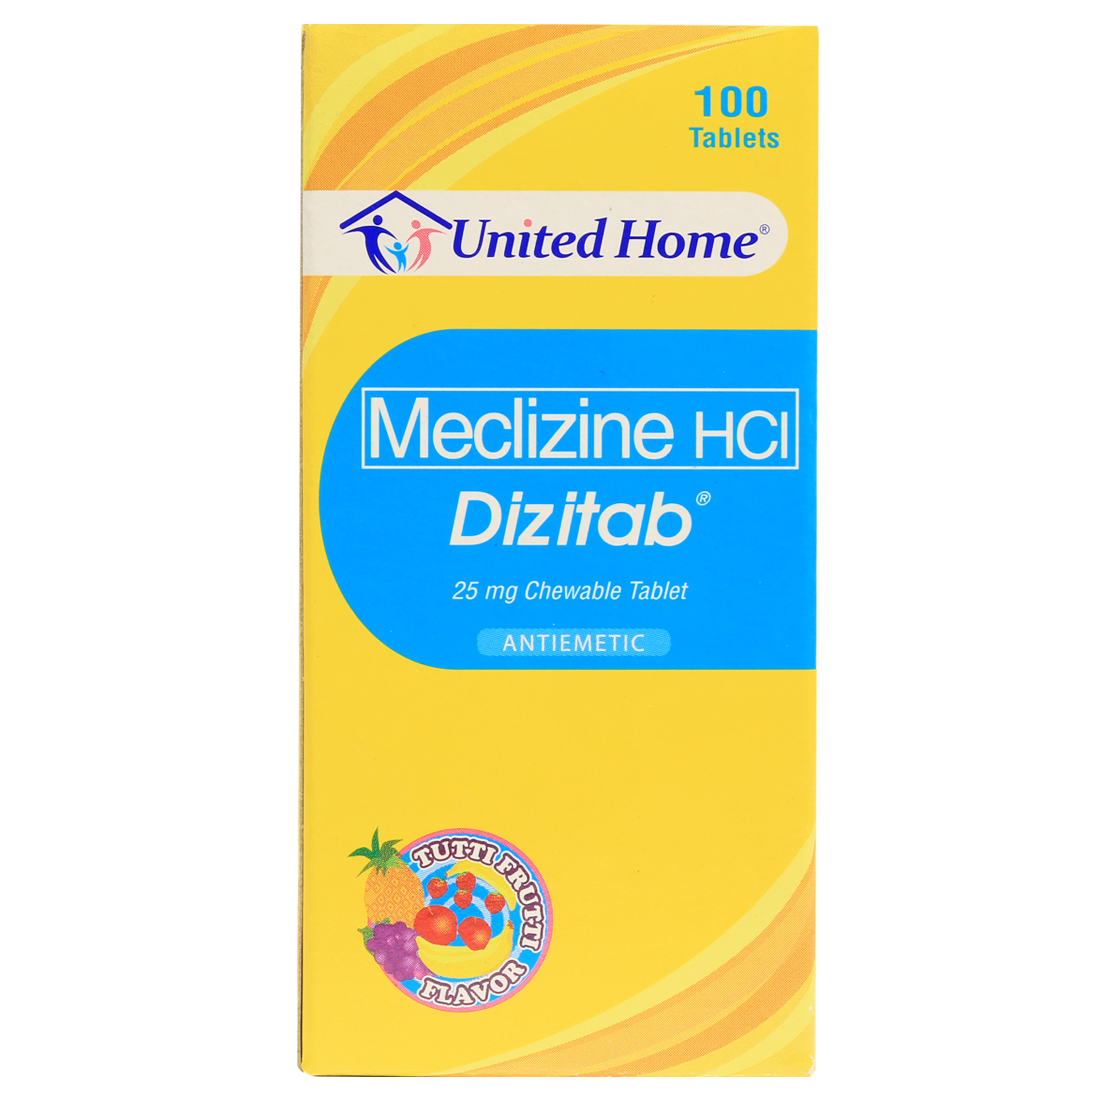 100
Tablets
United Home®
Meclizine HCl
Dizitab®
25 mg Chewable Tablet
ANTIEMETIC
TUTTI FRUTTI
FLAVOR